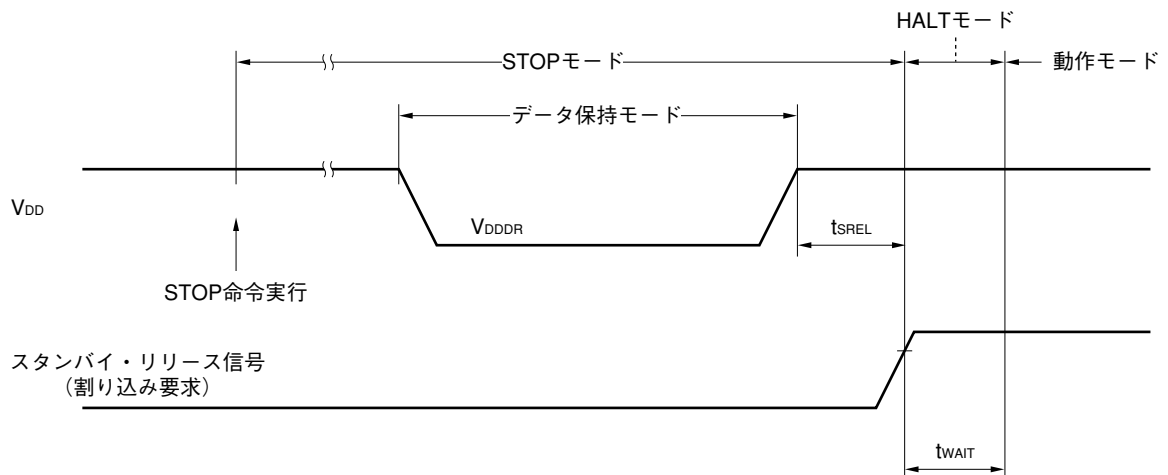 HALTモード
STOPモード
動作モード
データ保持モード
VDD
VDDDR
tSREL
STOP命令実行
スタンバイ・リリース信号
（割り込み要求）
tWAIT